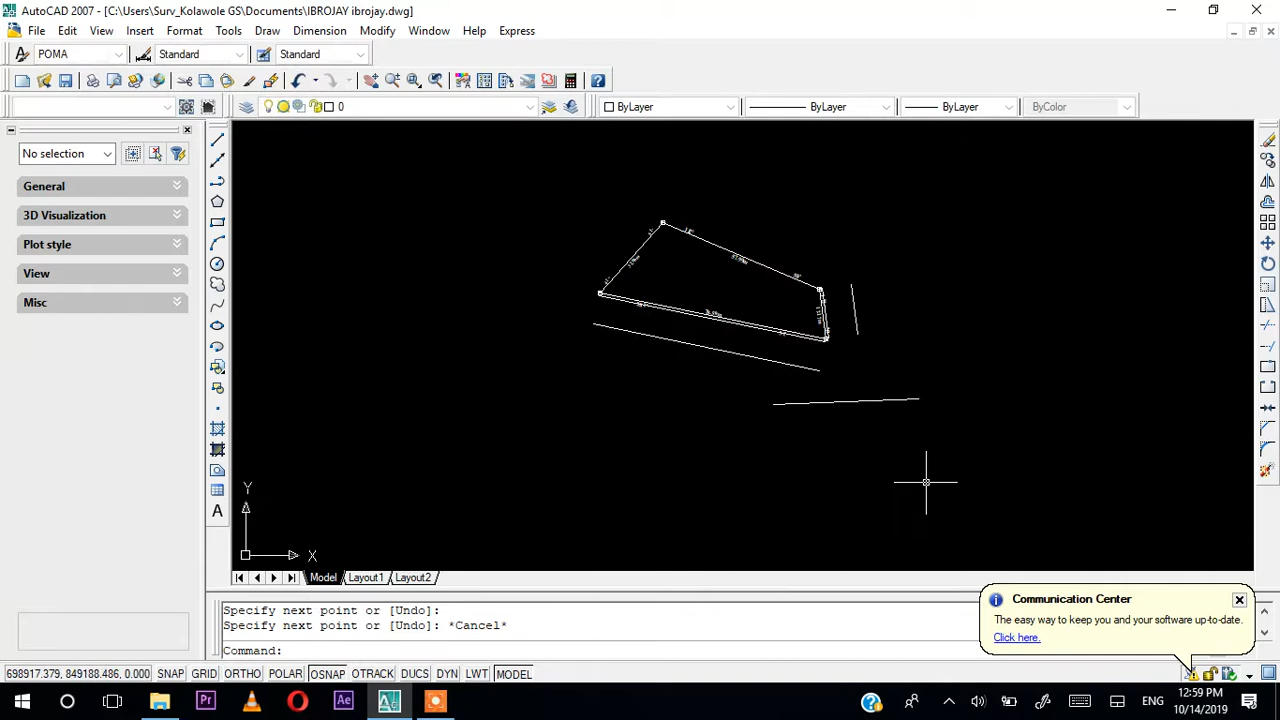 AutoCAD 2007 - [C:\Users\Surv_Kolawole GS\Documents\IBROJAY ibrojay.dwg]
File Edit View Insert Format Tools Draw Dimension Modify Window Help Express
POMA Standard Standard
0 ByLayer ByLayer ByLayer ByColor
No selection
General
3D Visualization
Plot style
View
Misc
Y
X
Model Layout1 Layout2
Specify next point or [Undo]:
Specify next point or [Undo]: *Cancel*
Command:
Communication Center
The easy way to keep you and your software up-to-date.
Click here.
698917.379, 849188.486, 0.000 SNAP GRID ORTHO POLAR OSNAP OTRACK DUCS DYN LWT MODEL
ENG
12:59 PM
10/14/2019